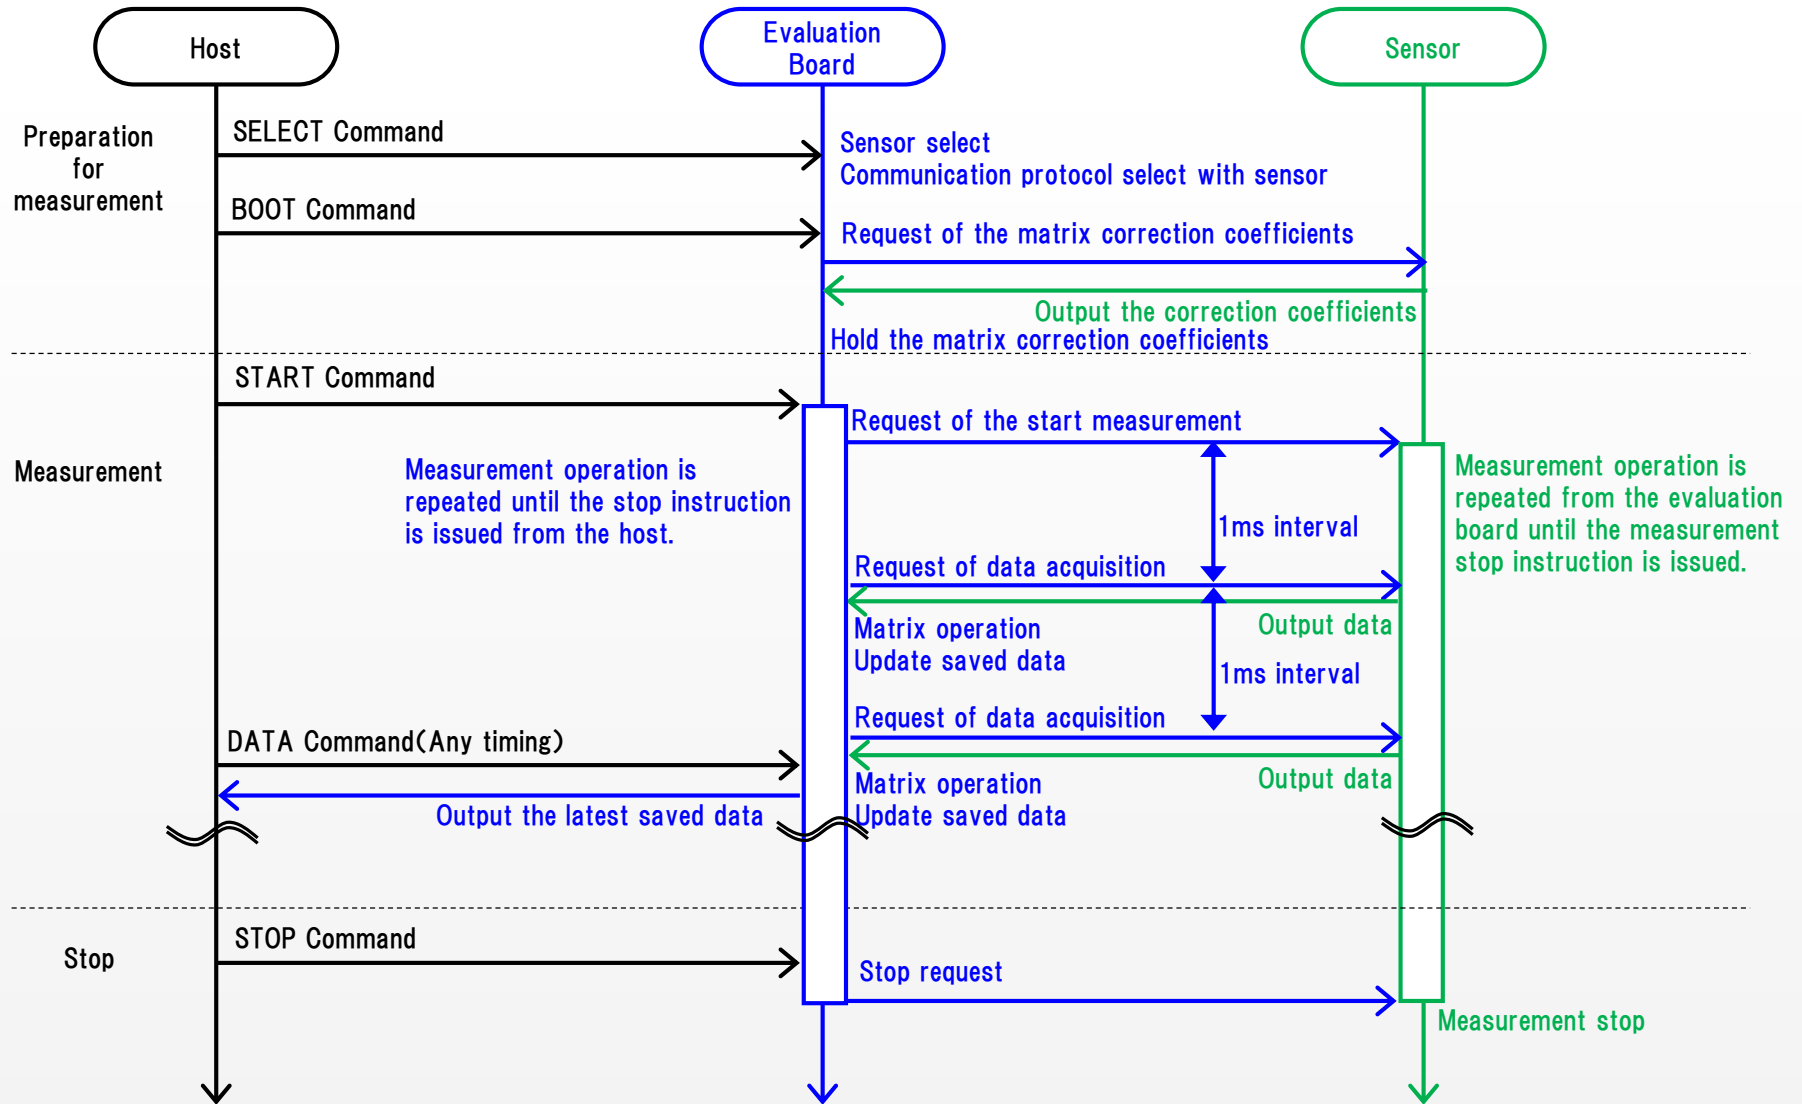 Host
Evaluation
Board
Sensor
Preparation
for
measurement
SELECT Command
Sensor select
Communication protocol select with sensor
BOOT Command
Request of the matrix correction coefficients
Output the correction coefficients
Hold the matrix correction coefficients
START Command
Request of the start measurement
Measurement
Measurement operation is
repeated until the stop instruction
is issued from the host.
Measurement operation is
repeated from the evaluation
board until the measurement
stop instruction is issued.
1ms interval
Request of data acquisition
Output data
Matrix operation
Update saved data
1ms interval
Request of data acquisition
DATA Command(Any timing)
Output data
Matrix operation
Update saved data
Output the latest saved data
Stop
STOP Command
Stop request
Measurement stop